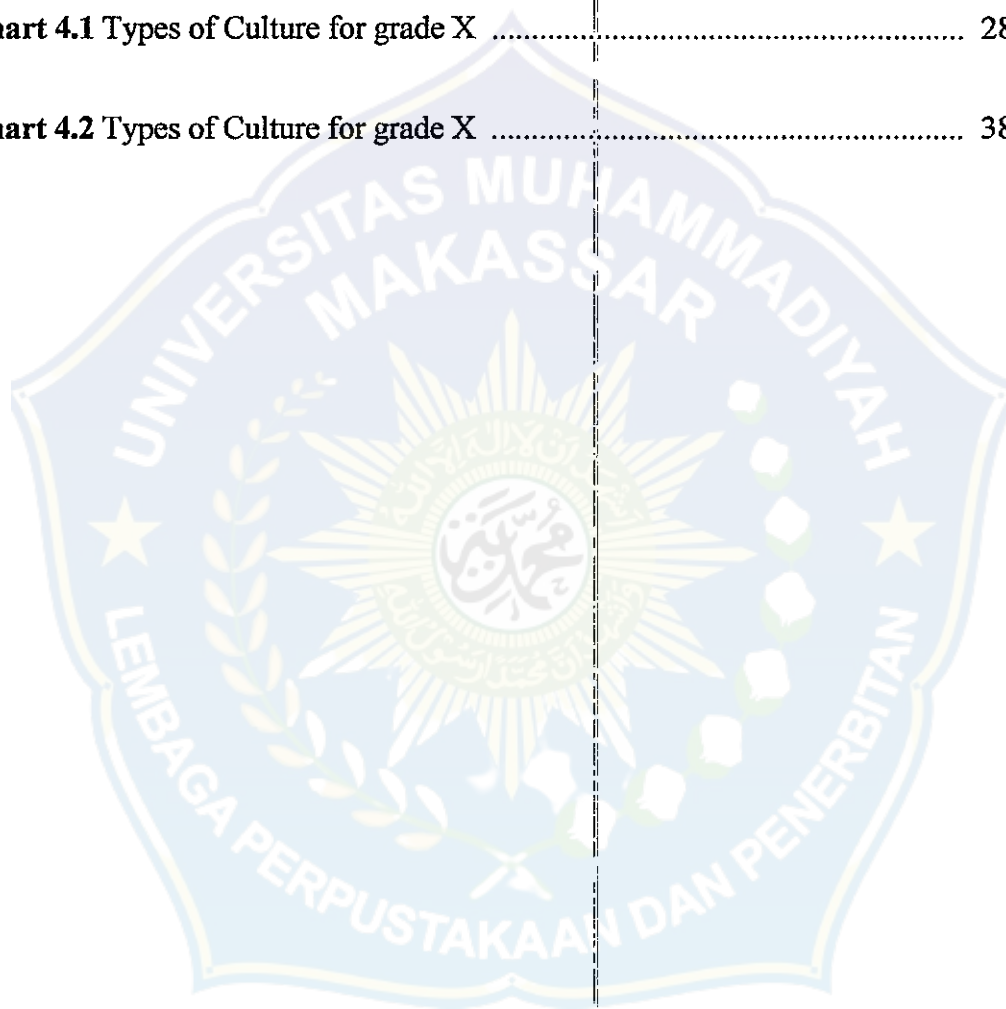 hart 4.1 Types of Culture for grade X ............................................................ 28
hart 4.2 Types of Culture for grade X ............................................................ 38
UNIVERSITAS MUHAMMADIYAH
MAKASSAR
محمدية
LEMBAGA PERPUSTAKAAN DAN PENERBITAN